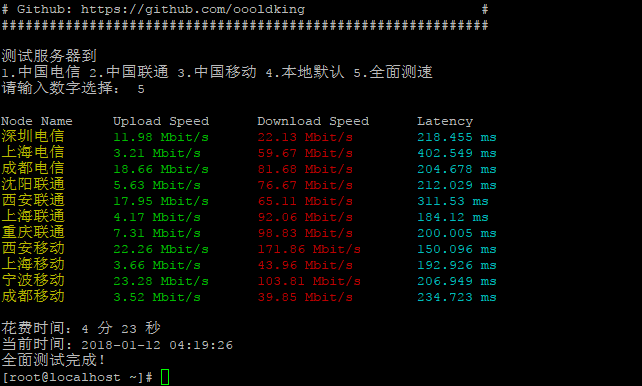 # Github: https://github.com/oooldking #
#############################################################
测试服务器到
1.中国电信 2.中国联通 3.中国移动 4.本地默认 5.全面测速
请输入数字选择： 5
Node Name Upload Speed Download Speed Latency
深圳电信 11.98 Mbit/s 22.13 Mbit/s 218.455 ms
上海电信 3.21 Mbit/s 59.67 Mbit/s 402.549 ms
成都电信 18.66 Mbit/s 81.68 Mbit/s 204.678 ms
沈阳联通 5.63 Mbit/s 76.67 Mbit/s 212.029 ms
西安联通 17.95 Mbit/s 65.11 Mbit/s 311.53 ms
上海联通 4.17 Mbit/s 92.06 Mbit/s 184.12 ms
重庆联通 7.31 Mbit/s 98.83 Mbit/s 200.005 ms
西安移动 22.26 Mbit/s 171.86 Mbit/s 150.096 ms
上海移动 3.66 Mbit/s 43.96 Mbit/s 192.926 ms
宁波移动 23.28 Mbit/s 103.81 Mbit/s 206.949 ms
成都移动 3.52 Mbit/s 39.85 Mbit/s 234.723 ms
花费时间：4 分 23 秒
当前时间：2018-01-12 04:19:26
全面测试完成！
[root@localhost ~]#